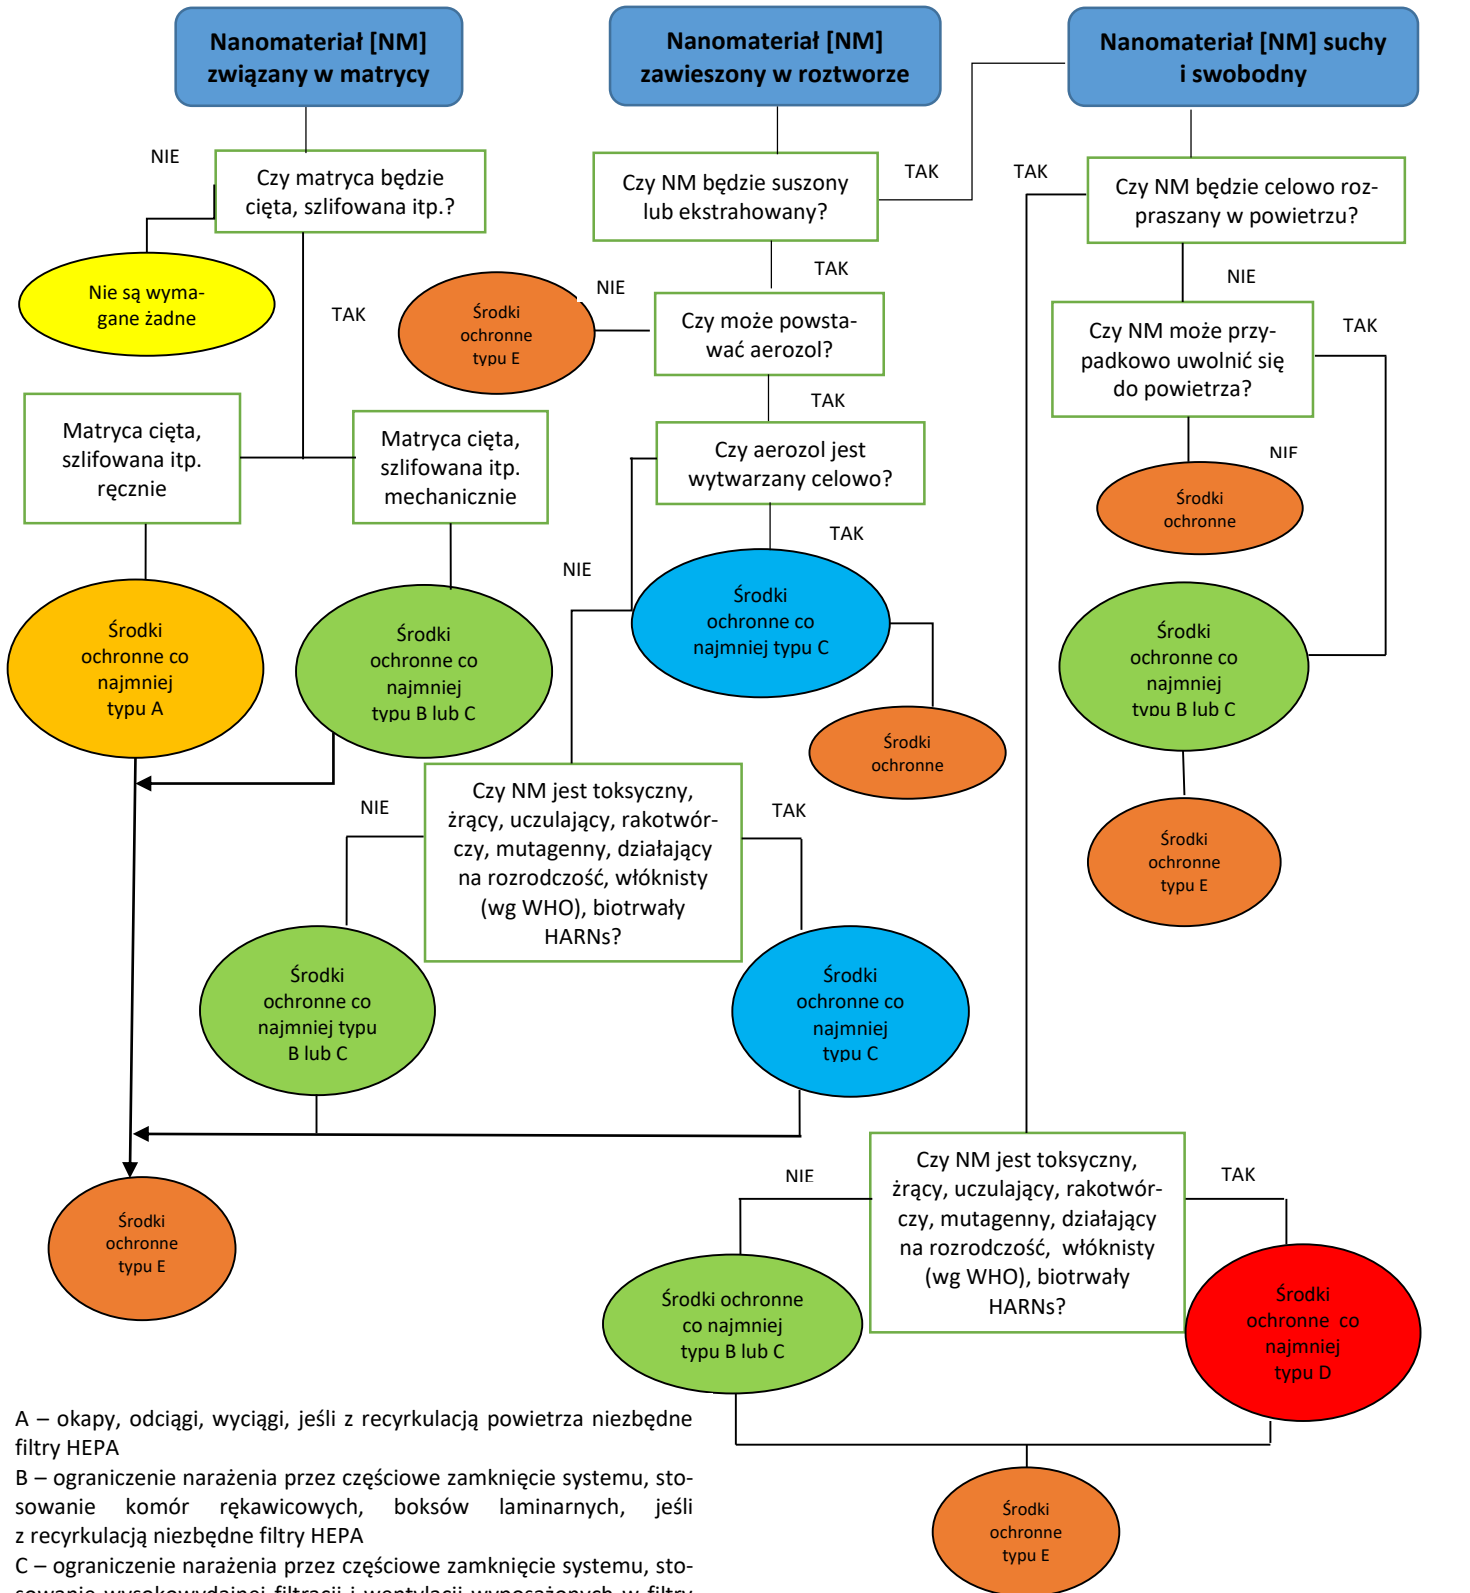 Nanomateriał [NM]
związany w matrycy
Nanomateriał [NM]
zawieszony w roztworze
Nanomateriał [NM] suchy
i swobodny
NIE
Czy matryca będzie
cięta, szlifowana itp.?
Czy NM będzie suszony
lub ekstrahowany?
TAK
TAK
Czy NM będzie celowo roz-
praszany w powietrzu?
Nie są wyma-
gane żadne
TAK
TAK
NIE
NIE
Środki
ochronne
typu E
Czy może powsta-
wać aerozol?
Czy NM może przy-
padkowo uwolnić się
do powietrza?
TAK
Matryca cięta,
szlifowana itp.
ręcznie
Matryca cięta,
szlifowana itp.
mechanicznie
TAK
Czy aerozol jest
wytwarzany celowo?
NIE
Środki
ochronne
TAK
NIE
Środki
ochronne co
najmniej
typu A
Środki
ochronne co
najmniej
typu B lub C
Środki
ochronne co
najmniej typu C
Środki
ochronne co
najmniej
typu B lub C
Środki
ochronne
NIE
Czy NM jest toksyczny,
żrący, uczulający, rakotwór-
czy, mutagenny, działający
na rozrodczość, włóknisty
(wg WHO), biotrwały
HARNs?
TAK
Środki
ochronne
typu E
Środki
ochronne co
najmniej typu
B lub C
Środki
ochronne co
najmniej
typu C
NIE
Czy NM jest toksyczny,
żrący, uczulający, rakotwór-
czy, mutagenny, działający
na rozrodczość, włóknisty
(wg WHO), biotrwały
HARNs?
TAK
Środki
ochronne
typu E
Środki ochronne
co najmniej
typu B lub C
Środki
ochronne co
najmniej
typu D
A – okapy, odciągi, wyciągi, jeśli z recyrkulacją powietrza niezbędne
filtry HEPA
B – ograniczenie narażenia przez częściowe zamknięcie systemu, sto-
sowanie komór rękawicowych, boksów laminarnych, jeśli
z recyrkulacją niezbędne filtry HEPA
C – ograniczenie narażenia przez częściowe zamknięcie systemu, sto-
sowanie wysokowydajnej filtracji i wentylacji wyposażonych w filtry
Środki
ochronne
typu E